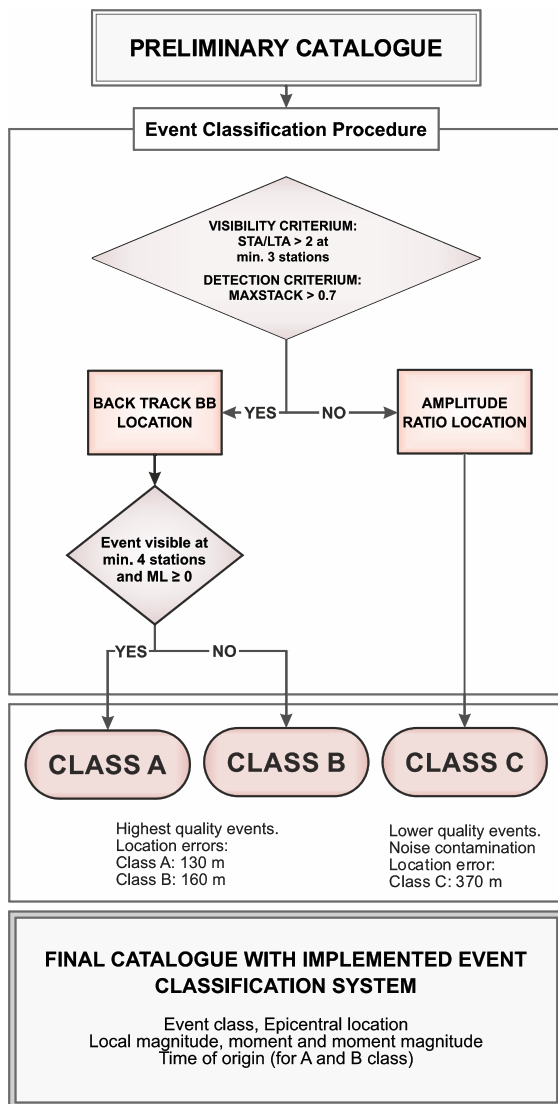 PRELIMINARY CATALOGUE
Event Classification Procedure
VISIBILITY CRITERIUM:
STA/LTA > 2 at
min. 3 stations
DETECTION CRITERIUM:
MAXSTACK > 0.7
BACK TRACK BB
LOCATION
YES
NO
AMPLITUDE
RATIO LOCATION
Event visible at
min. 4 stations
and ML ≥ 0
YES
NO
CLASS A
CLASS B
CLASS C
Highest quality events.
Location errors:
Class A: 130 m
Class B: 160 m
Lower quality events.
Noise contamination
Location error:
Class C: 370 m
FINAL CATALOGUE WITH IMPLEMENTED EVENT
CLASSIFICATION SYSTEM
Event class, Epicentral location
Local magnitude, moment and moment magnitude
Time of origin (for A and B class)